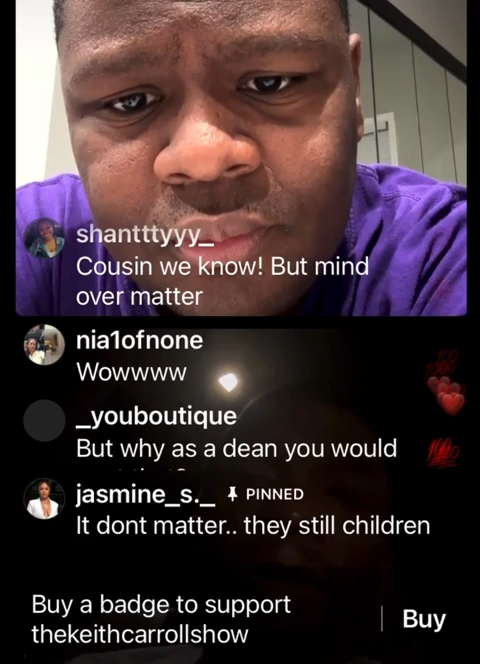 shantttyyy_
Cousin we know! But mind
over matter
nia1ofnone
Wowwww
_youboutique
But why as a dean you would
jasmine_s._ PINNED
It dont matter.. they still children
Buy a badge to support
thekeithcarrollshow
Buy